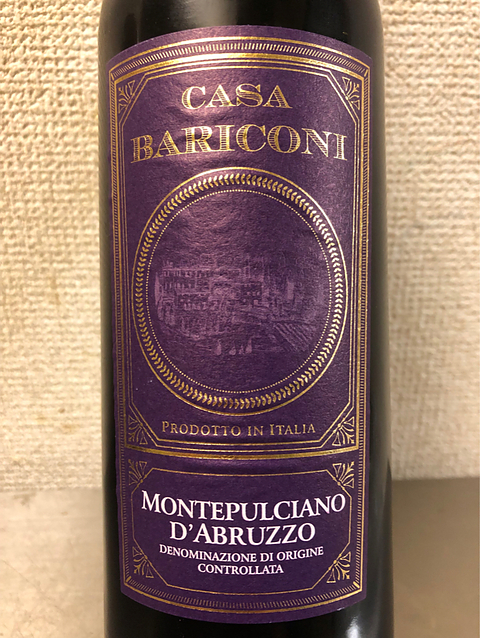 CASA
BARICONI
PRODOTTO IN ITALIA
MONTEPULCIANO
D'ABRUZZO
DENOMINAZIONE DI ORIGINE
CONTROLLATA